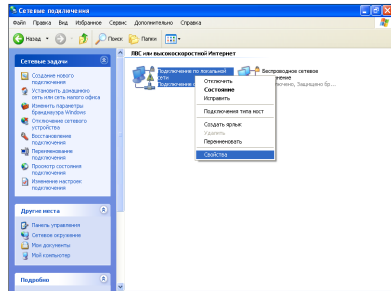 Сетевые подключения
Файл Правка Вид Избранное Сервис Дополнительно Справка
Назад Поиск Папки
Сетевые задачи
Создание нового подключения
Установить домашнюю сеть или сеть малого офиса
Изменить параметры брандмауэра Windows
Отключение сетевого устройства
Восстановление подключения
Переименование подключения
Просмотр состояния подключения
Изменение настроек подключения
Другие места
Панель управления
Сетевое окружение
Мои документы
Мой компьютер
Подробно
ЛВС или высокоскоростной Интернет
Подключение по локальной сети
Подключено
Беспроводное сетевое
Защищено бр...
Отключить
Состояние
Исправить
Подключения типа мост
Создать ярлык
Удалить
Переименовать
Свойства